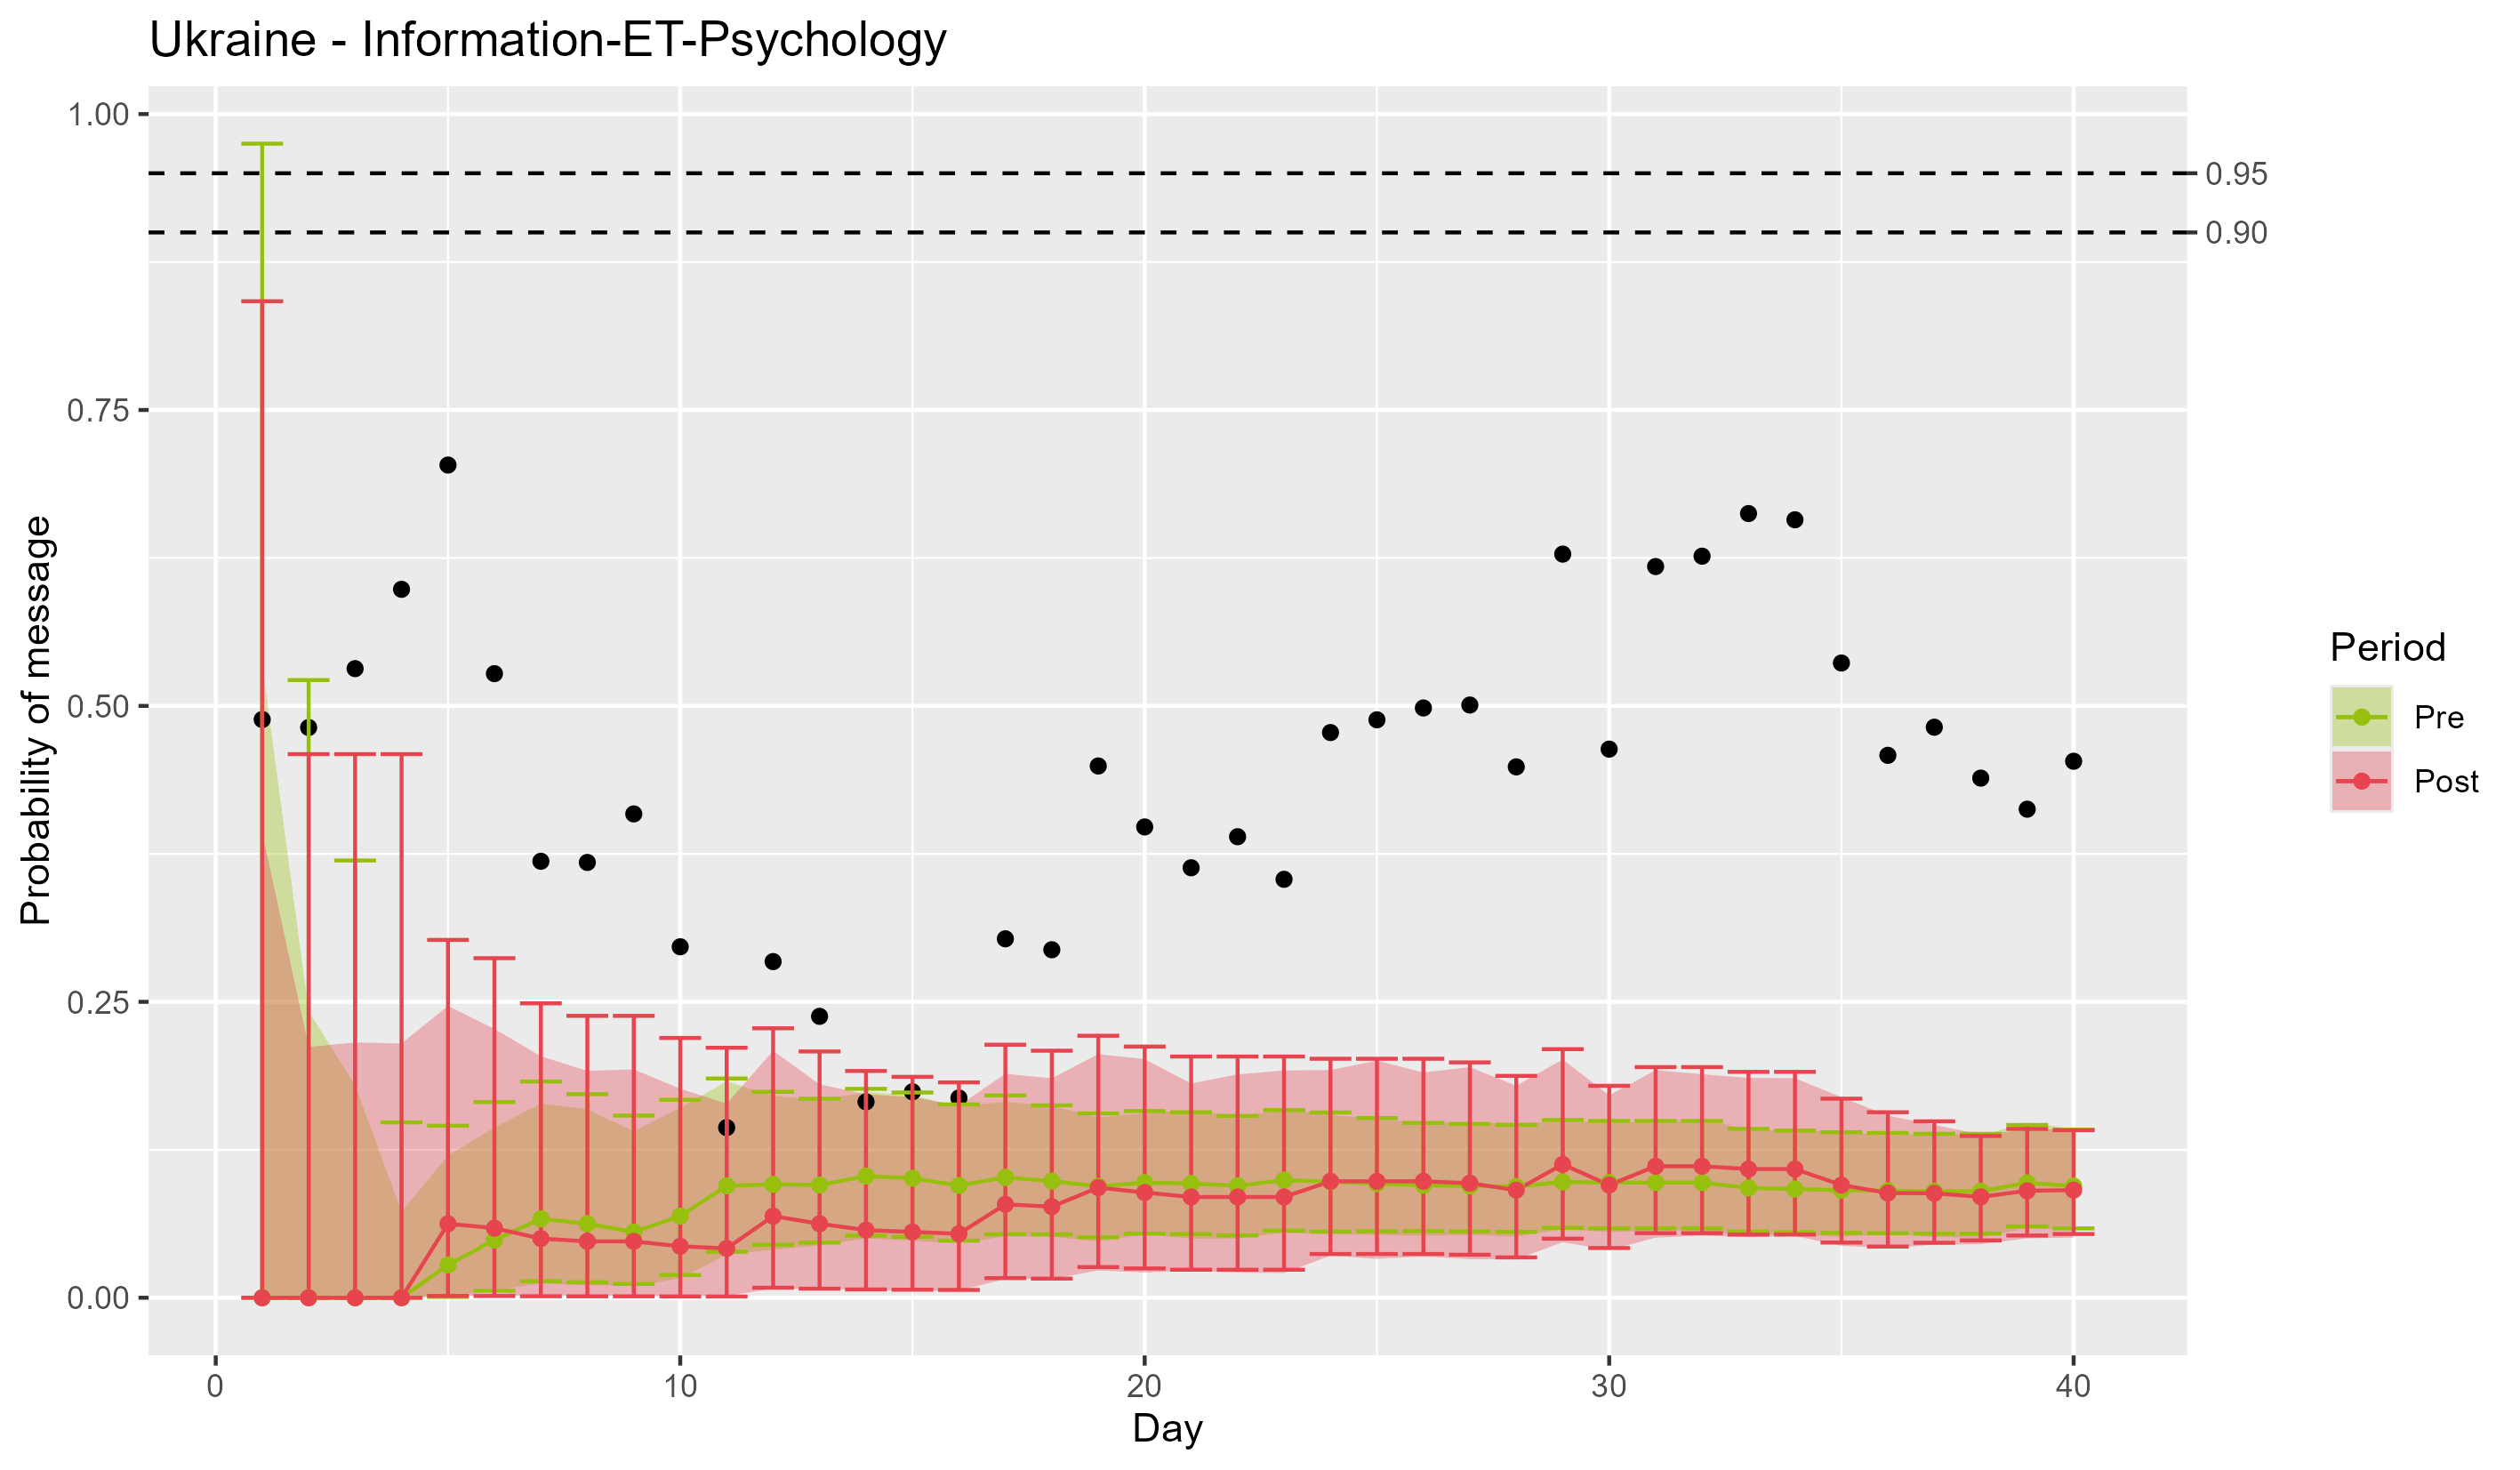 Ukraine - Information-ET-Psychology
1.00
0.75
0.50
0.25
0.00
Probability of message
0.95
0.90
0
10
20
30
40
Day
Period
Pre
Post